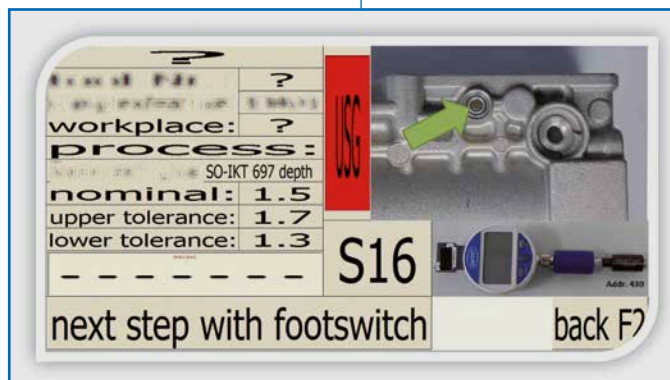 ?
?
workplace: ?
process:
SO-IKT 697 depth
nominal: 1.5
upper tolerance: 1.7
lower tolerance: 1.3
- - - - - - -
USG
S16
Addr. 430
next step with footswitch
back F2